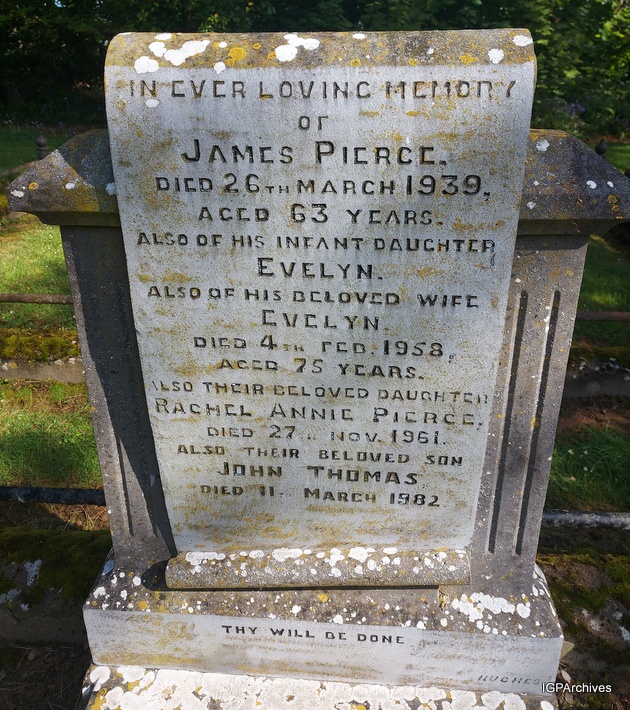 IN EVER LOVING MEMORY
OF
JAMES PIERCE.
DIED 26TH MARCH 1939,
AGED 63 YEARS.
ALSO OF HIS INFANT DAUGHTER
EVELYN.
ALSO OF HIS BELOVED WIFE
EVELYN.
DIED 4TH FEB. 1958,
AGED 75 YEARS.
ALSO THEIR BELOVED DAUGHTER
RACHEL ANNIE PIERCE,
DIED 27TH NOV. 1961.
ALSO THEIR BELOVED SON
JOHN THOMAS
DIED 11TH MARCH 1982
THY WILL BE DONE
HUGHES
IGPArchives